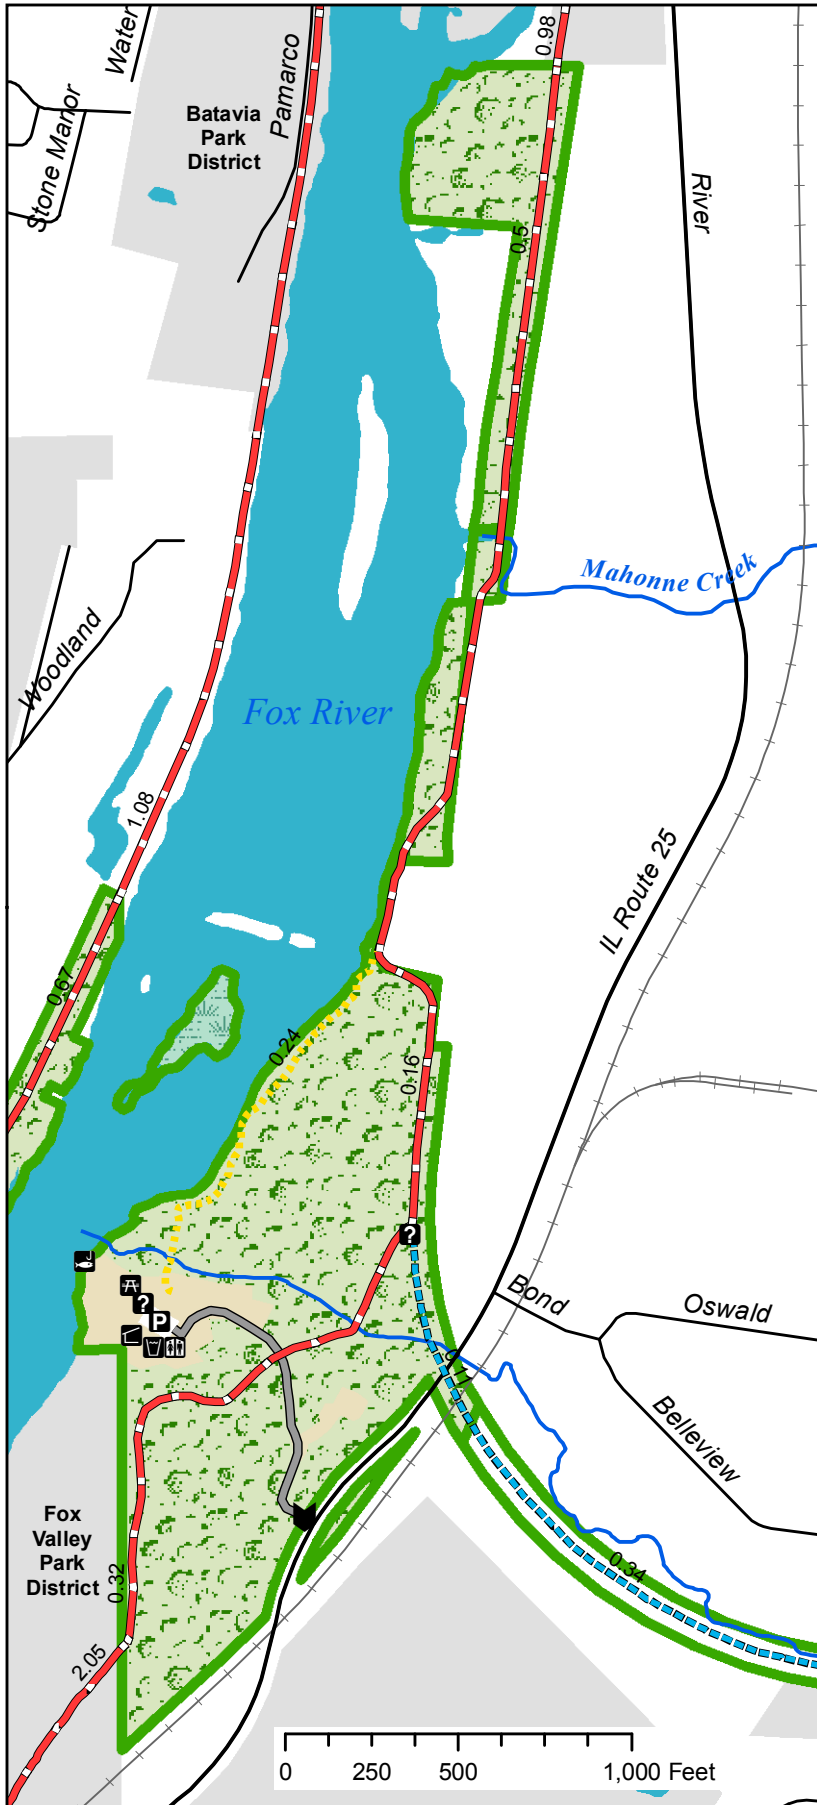 Water
Pamarco
0.98
Stone Manor
Batavia
Park
District
River
0.5
Mahonne Creek
Woodland
Fox River
1.08
IL Route 25
0.67
0.24
0.16
?
Bond
Oswald
?
P
0.11
Belleview
Fox
Valley
Park
District
0.32
0.34
2.05
0 250 500 1,000 Feet